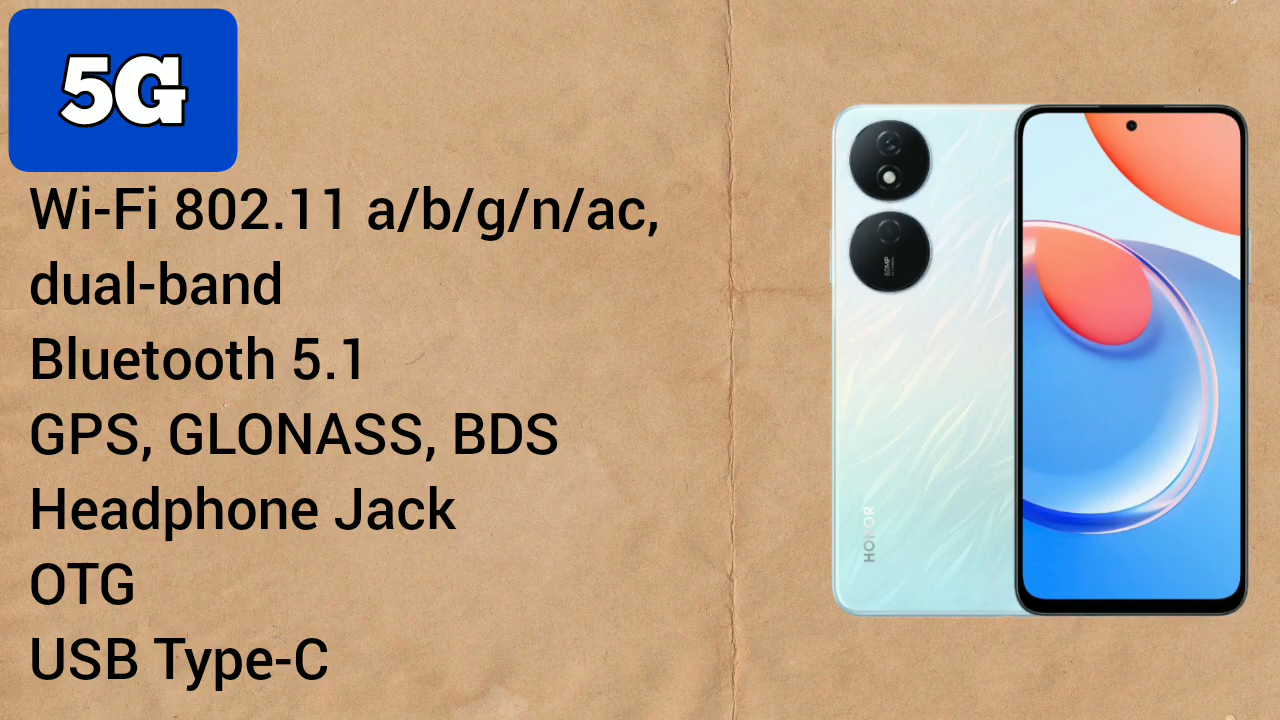 5G
Wi-Fi 802.11 a/b/g/n/ac,
dual-band
Bluetooth 5.1
GPS, GLONASS, BDS
Headphone Jack
OTG
USB Type-C
50MP
HONOR